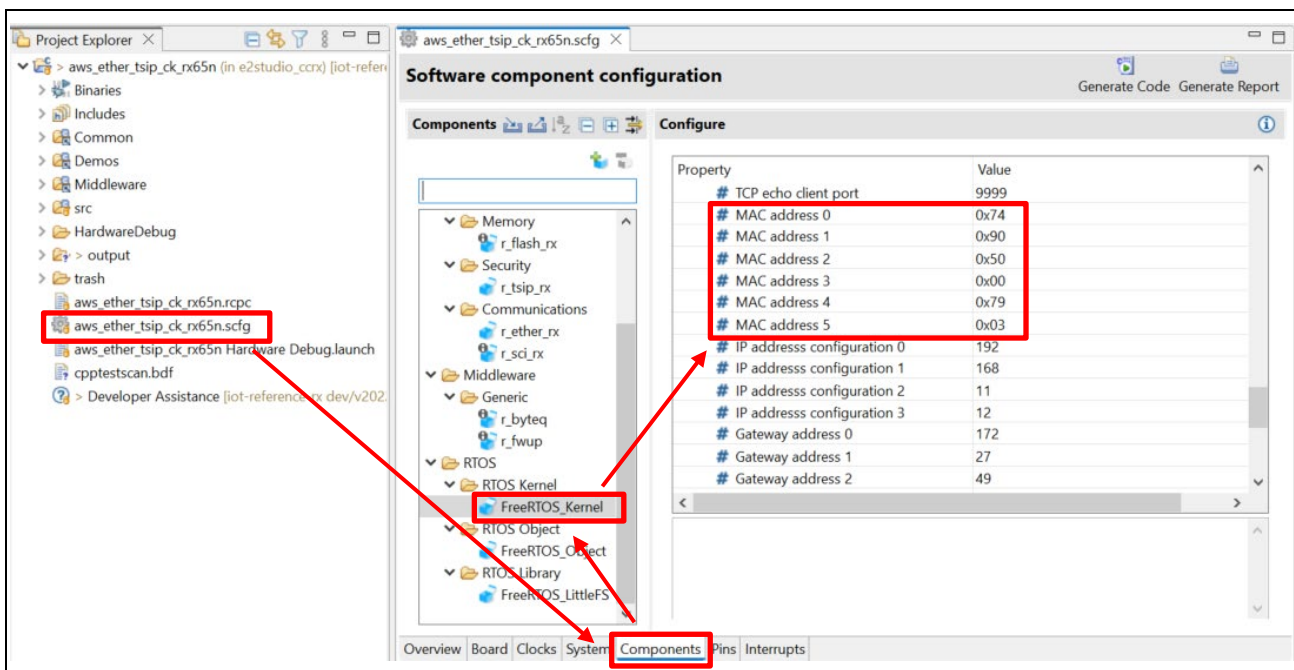 Project Explorer
> aws_ether_tsip_ck_rx65n (in e2studio_ccrx) [iot-refer
Binaries
Includes
Common
Demos
Middleware
src
HardwareDebug
> output
trash
aws_ether_tsip_ck_rx65n.rcpc
aws_ether_tsip_ck_rx65n.scfg
aws_ether_tsip_ck_rx65n Hardware Debug.launch
cpptestscan.bdf
> Developer Assistance [iot-reference-rx dev/v202
aws_ether_tsip_ck_rx65n.scfg
Software component configuration
Generate Code Generate Report
Components
Memory
r_flash_rx
Security
r_tsip_rx
Communications
r_ether_rx
r_sci_rx
Middleware
Generic
r_byteq
r_fwup
RTOS
RTOS Kernel
FreeRTOS_Kernel
RTOS Object
FreeRTOS_Object
RTOS Library
FreeRTOS_LittleFS
Configure
Property Value
# TCP echo client port 9999
# MAC address 0 0x74
# MAC address 1 0x90
# MAC address 2 0x50
# MAC address 3 0x00
# MAC address 4 0x79
# MAC address 5 0x03
# IP addresss configuration 0 192
# IP addresss configuration 1 168
# IP addresss configuration 2 11
# IP addresss configuration 3 12
# Gateway address 0 172
# Gateway address 1 27
# Gateway address 2 49
Overview Board Clocks System Components Pins Interrupts